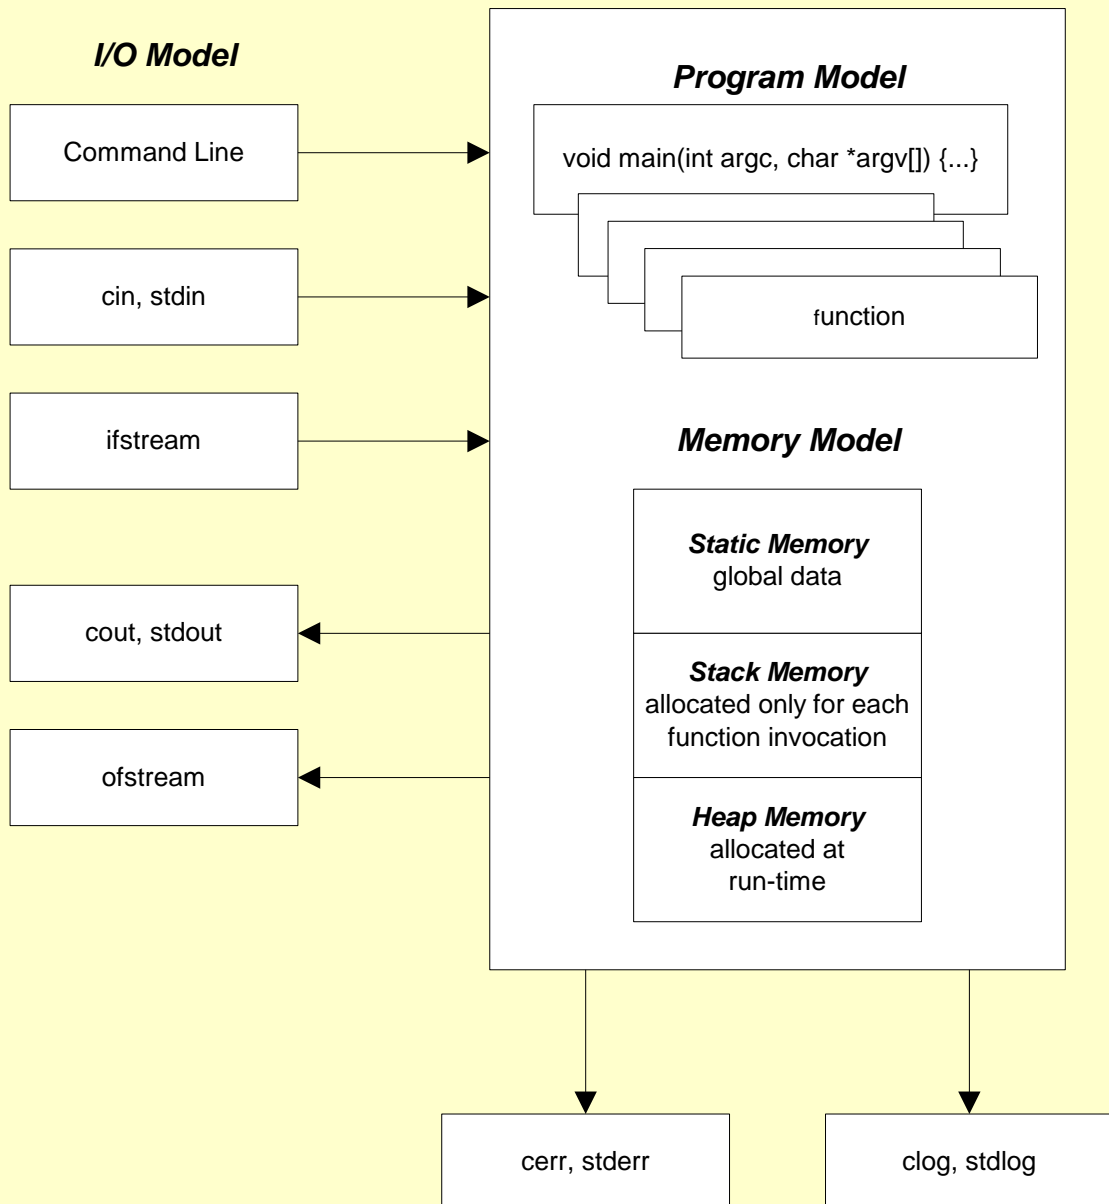 I/O Model
Command Line
cin, stdin
ifstream
cout, stdout
ofstream
Program Model
void main(int argc, char *argv[]) {...}
function
Memory Model
Static Memory
global data
Stack Memory
allocated only for each
function invocation
Heap Memory
allocated at
run-time
cerr, stderr
clog, stdlog